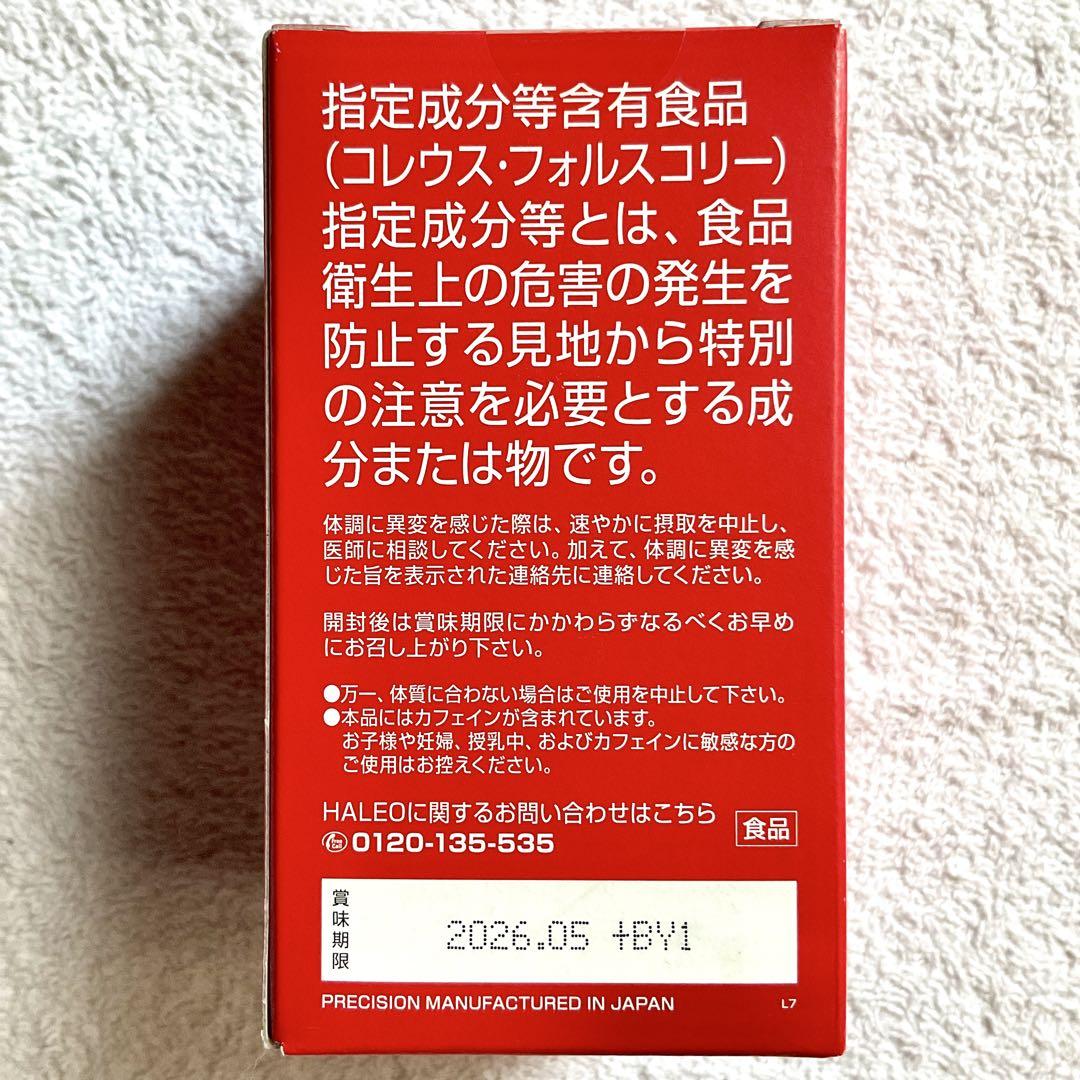 指定成分等含有食品
(コレウス・フォルスコリー)
指定成分等とは、食品
衛生上の危害の発生を
防止する見地から特別
の注意を必要とする成
分または物です。
体調に異変を感じた際は、速やかに摂取を中止し、
医師に相談してください。加えて、体調に異変を感
じた旨を表示された連絡先に連絡してください。
開封後は賞味期限にかかわらずなるべくお早め
にお召し上がり下さい。
●万一、体質に合わない場合はご使用を中止して下さい。
●本品にはカフェインが含まれています。
お子様や妊婦、授乳中、およびカフェインに敏感な方の
ご使用はお控えください。
HALEOに関するお問い合わせはこちら
0120-135-535
食品
賞味期限
2026.05 +BY1
PRECISION MANUFACTURED IN JAPAN
L7